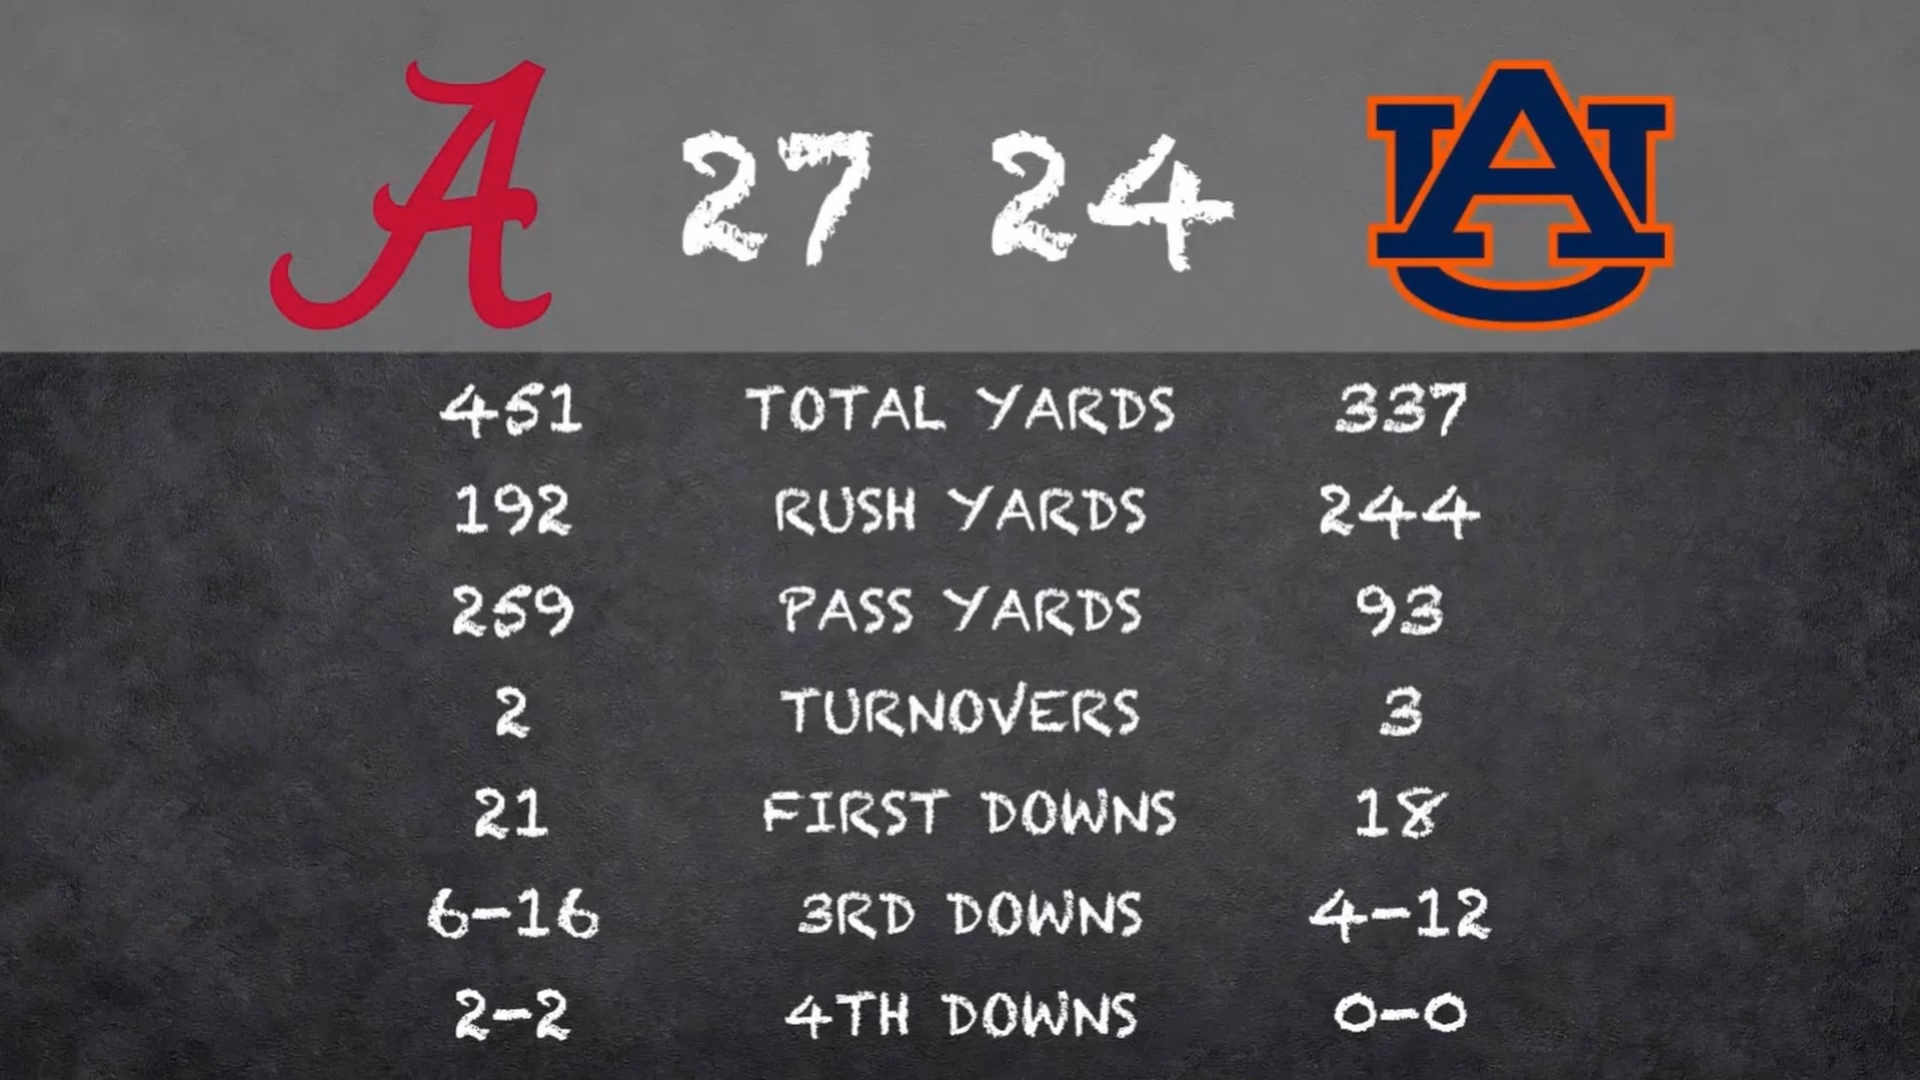 A 27 24 AU
451 TOTAL YARDS 337
192 RUSH YARDS 244
259 PASS YARDS 93
2 TURNOVERS 3
21 FIRST DOWNS 18
6-16 3RD DOWNS 4-12
2-2 4TH DOWNS 0-0